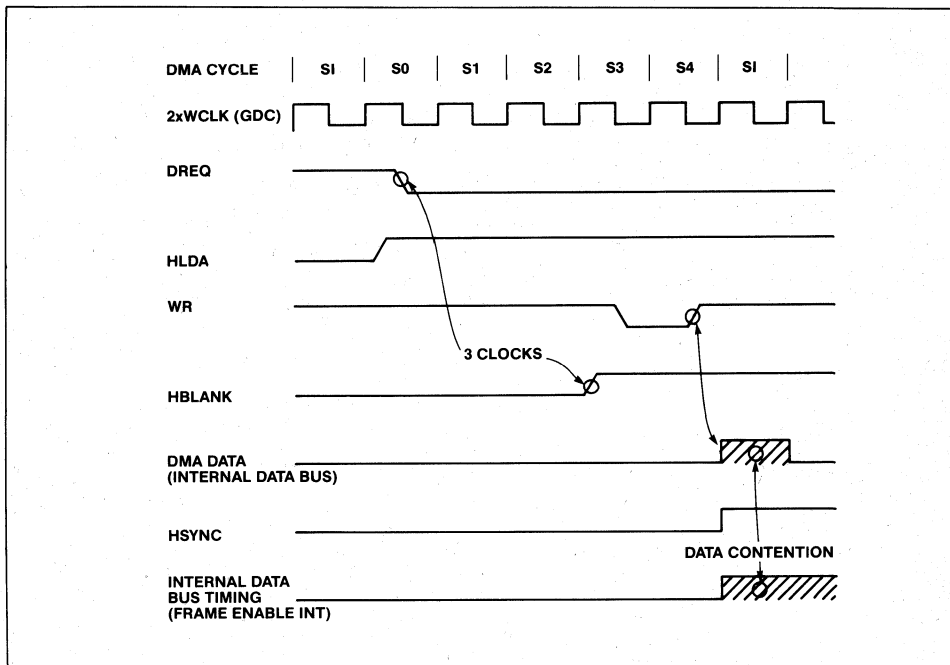 DMA CYCLE | SI | S0 | S1 | S2 | S3 | S4 | SI |
2xWCLK (GDC)
DREQ
HLDA
WR
3 CLOCKS
HBLANK
DMA DATA
(INTERNAL DATA BUS)
HSYNC
DATA CONTENTION
INTERNAL DATA
BUS TIMING
(FRAME ENABLE INT)